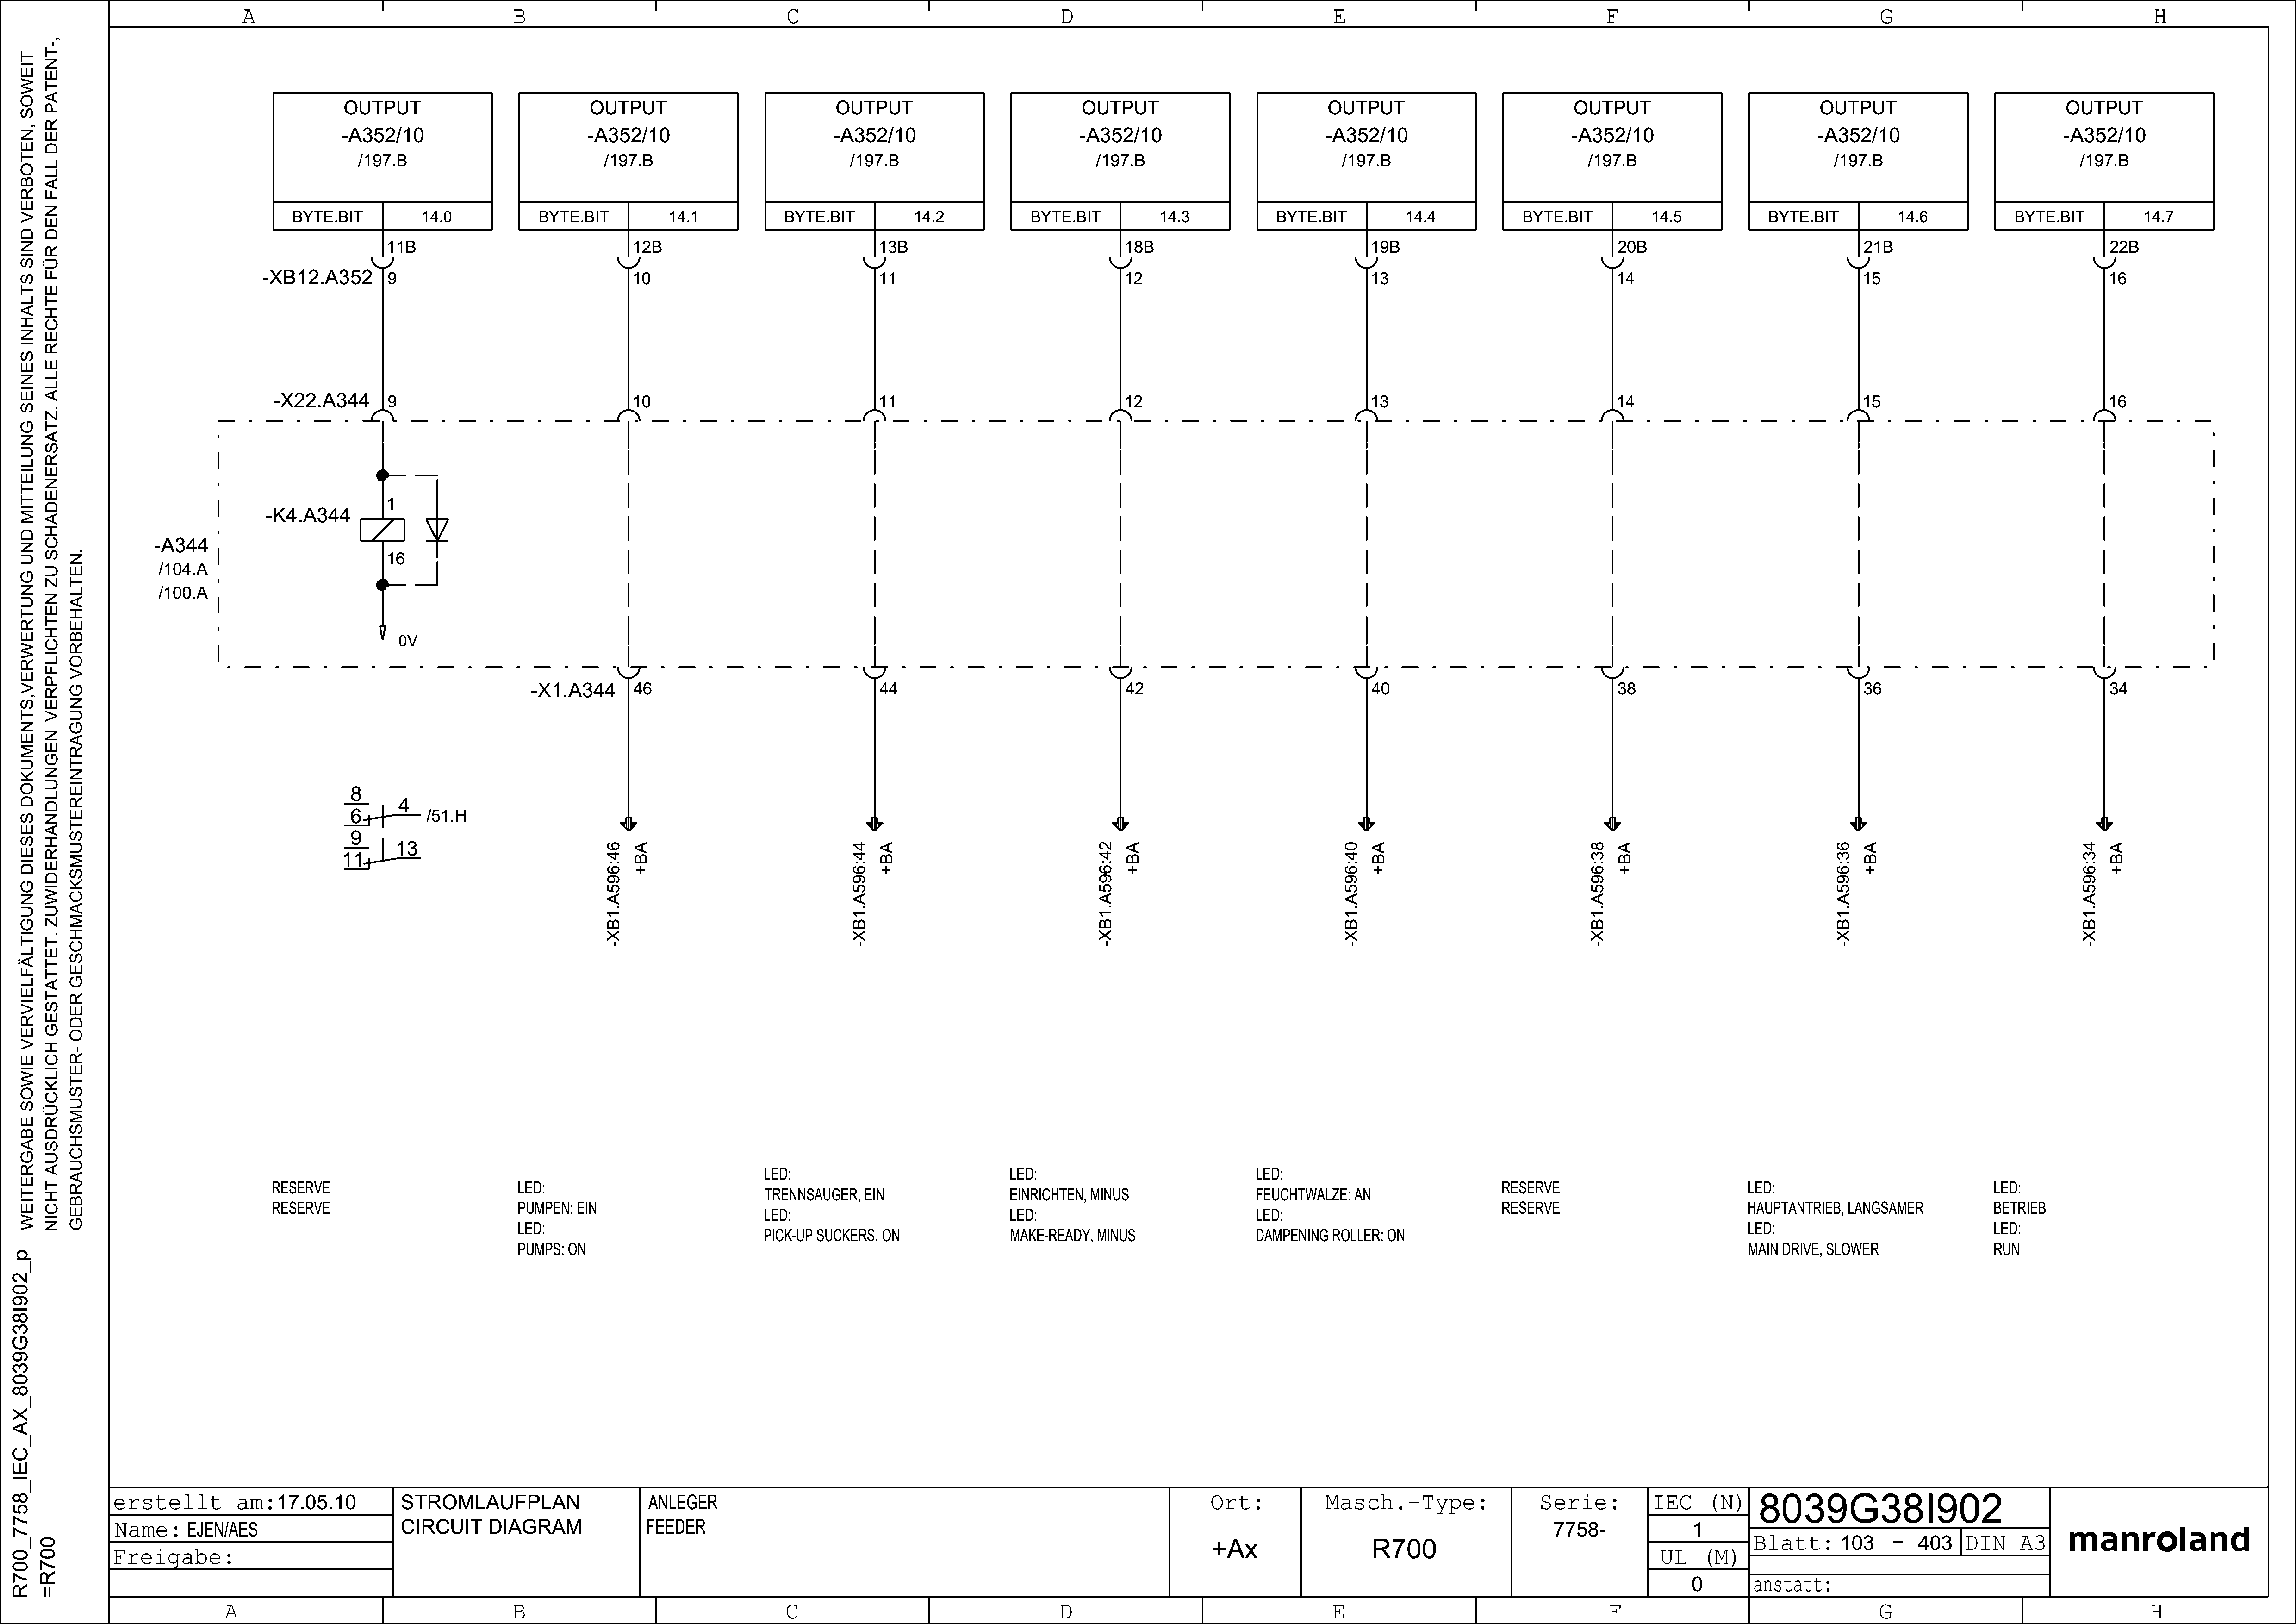 A B C D E F G H
OUTPUT OUTPUT OUTPUT OUTPUT OUTPUT OUTPUT OUTPUT OUTPUT
-A352/10 -A352/10 -A352/10 -A352/10 -A352/10 -A352/10 -A352/10 -A352/10
/197.B /197.B /197.B /197.B /197.B /197.B /197.B /197.B
BYTE.BIT 14.0 BYTE.BIT 14.1 BYTE.BIT 14.2 BYTE.BIT 14.3 BYTE.BIT 14.4 BYTE.BIT 14.5 BYTE.BIT 14.6 BYTE.BIT 14.7
11B 12B 13B 18B 19B 20B 21B 22B
-XB12.A352 9 10 11 12 13 14 15 16
-X22.A344 9 10 11 12 13 14 15 16
1
-K4.A344
-A344
16
/104.A
/100.A
0V
-X1.A344 46 44 42 40 38 36 34
8
4
6 /51.H
9
13
11
-XB1.A596:46
+BA
-XB1.A596:44
+BA
-XB1.A596:42
+BA
-XB1.A596:40
+BA
-XB1.A596:38
+BA
-XB1.A596:36
+BA
-XB1.A596:34
+BA
RESERVE
RESERVE
LED:
PUMPEN: EIN
LED:
PUMPS: ON
LED:
TRENNSAUGER, EIN
LED:
PICK-UP SUCKERS, ON
LED:
EINRICHTEN, MINUS
LED:
MAKE-READY, MINUS
LED:
FEUCHTWALZE: AN
LED:
DAMPENING ROLLER: ON
RESERVE
RESERVE
LED:
HAUPTANTRIEB, LANGSAMER
LED:
MAIN DRIVE, SLOWER
LED:
BETRIEB
LED:
RUN
erstellt am:17.05.10
Name: EJEN/AES
Freigabe:
STROMLAUFPLAN
CIRCUIT DIAGRAM
ANLEGER
FEEDER
Ort:
+Ax
Masch.-Type:
R700
Serie:
7758-
IEC (N)
1
UL (M)
0
8039G38I902
Blatt: 103 - 403 DIN A3
anstatt:
manroland
A B C D E F G H
WEITERGABE SOWIE VERVIELFÄLTIGUNG DIESES DOKUMENTS,VERWERTUNG UND MITTEILUNG SEINES INHALTS SIND VERBOTEN, SOWEIT
NICHT AUSDRÜCKLICH GESTATTET. ZUWIDERHANDLUNGEN VERPFLICHTEN ZU SCHADENERSATZ. ALLE RECHTE FÜR DEN FALL DER PATENT-,
GEBRAUCHSMUSTER- ODER GESCHMACKSMUSTEREINTRAGUNG VORBEHALTEN.
R700_7758_IEC_AX_8039G38I902_p
=R700